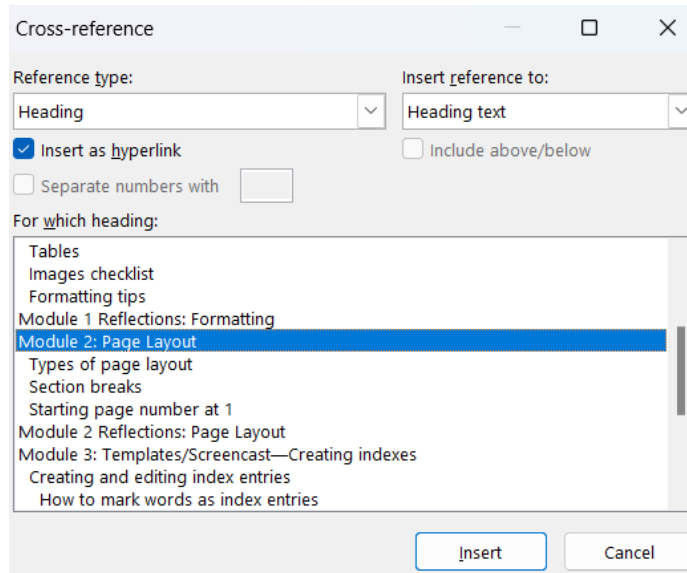 Cross-reference
Reference type:
Insert reference to:
Heading
Heading text
Insert as hyperlink
Include above/below
Separate numbers with
For which heading:
Tables
Images checklist
Formatting tips
Module 1 Reflections: Formatting
Module 2: Page Layout
Types of page layout
Section breaks
Starting page number at 1
Module 2 Reflections: Page Layout
Module 3: Templates/Screencast—Creating indexes
Creating and editing index entries
How to mark words as index entries
Insert
Cancel